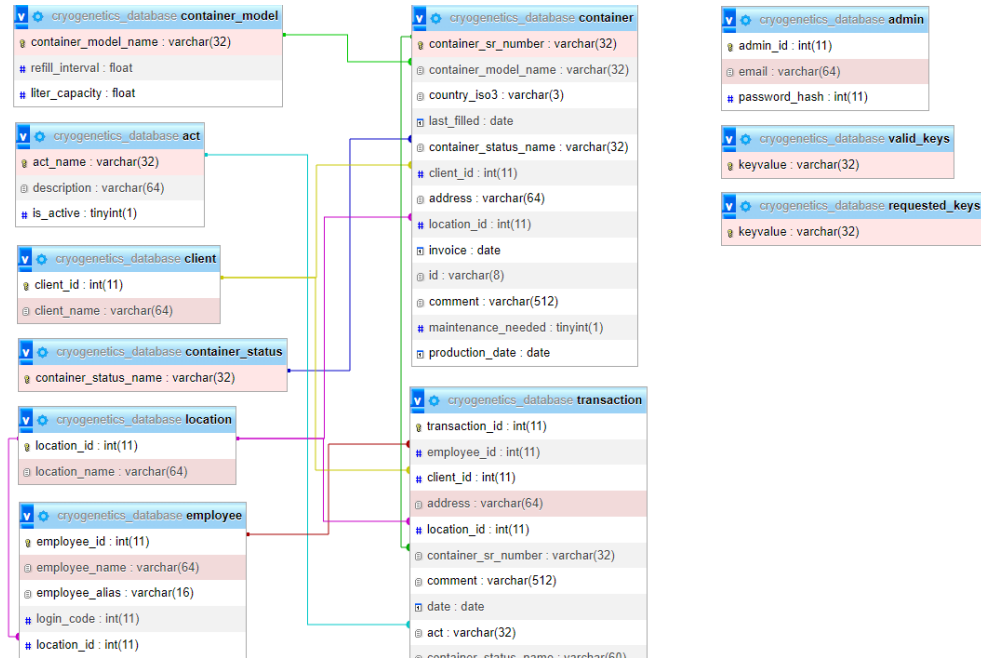 cryogenetics_database container_model
container_model_name : varchar(32)
refill_interval : float
liter_capacity : float
cryogenetics_database act
act_name : varchar(32)
description : varchar(64)
is_active : tinyint(1)
cryogenetics_database client
client_id : int(11)
client_name : varchar(64)
cryogenetics_database container_status
container_status_name : varchar(32)
cryogenetics_database location
location_id : int(11)
location_name : varchar(64)
cryogenetics_database employee
employee_id : int(11)
employee_name : varchar(64)
employee_alias : varchar(16)
login_code : int(11)
location_id : int(11)
cryogenetics_database container
container_sr_number : varchar(32)
container_model_name : varchar(32)
country_iso3 : varchar(3)
last_filled : date
container_status_name : varchar(32)
client_id : int(11)
address : varchar(64)
location_id : int(11)
invoice : date
id : varchar(8)
comment : varchar(512)
maintenance_needed : tinyint(1)
production_date : date
cryogenetics_database transaction
transaction_id : int(11)
employee_id : int(11)
client_id : int(11)
address : varchar(64)
location_id : int(11)
container_sr_number : varchar(32)
comment : varchar(512)
date : date
act : varchar(32)
container_status_name : varchar(60)
cryogenetics_database admin
admin_id : int(11)
email : varchar(64)
password_hash : int(11)
cryogenetics_database valid_keys
keyvalue : varchar(32)
cryogenetics_database requested_keys
keyvalue : varchar(32)